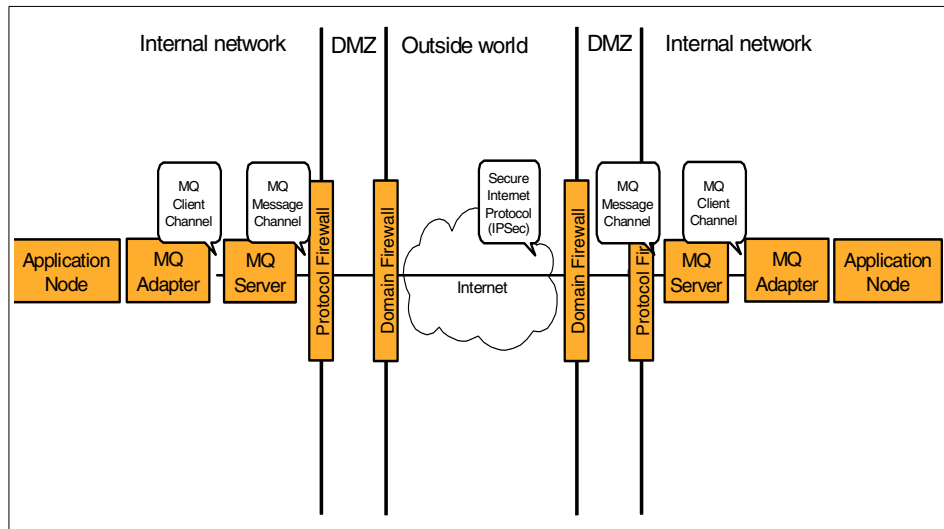 Internal network
DMZ
Outside world
DMZ
Internal network
MQ
Client
Channel
MQ
Message
Channel
Secure
Internet
Protocol
(IPSec)
MQ
Message
Channel
MQ
Client
Channel
Application
Node
MQ
Adapter
MQ
Server
Protocol Firewall
Domain Firewall
Internet
Domain Firewall
Protocol
MQ
Server
MQ
Adapter
Application
Node